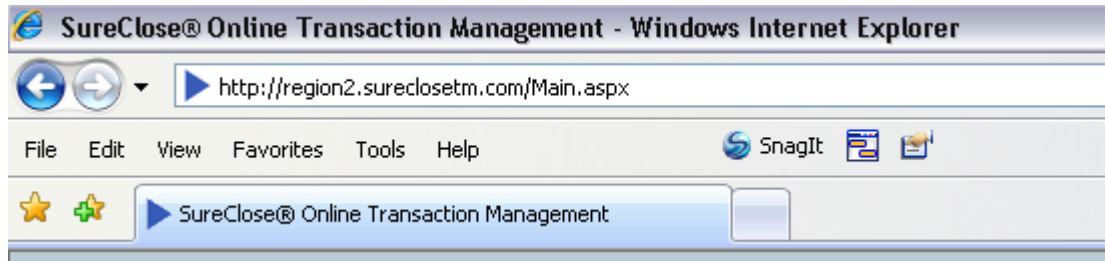 SureClose® Online Transaction Management - Windows Internet Explorer
http://region2.sureclosetm.com/Main.aspx
File Edit View Favorites Tools Help SnagIt
SureClose® Online Transaction Management